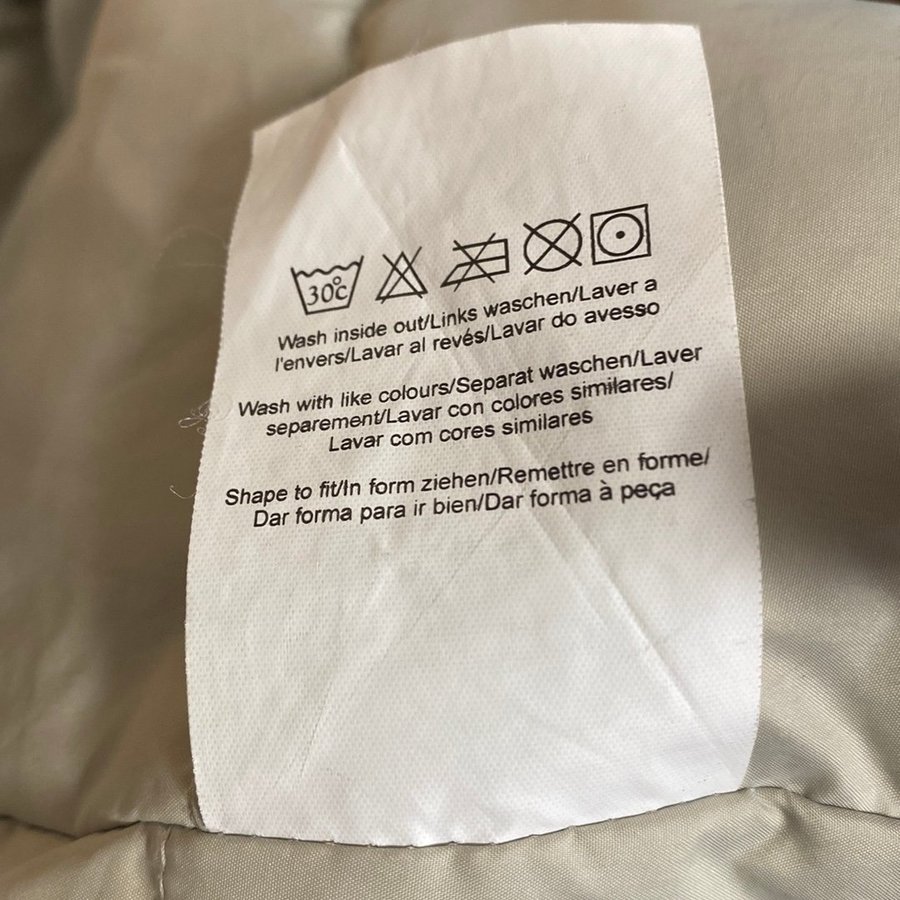 30°C
Wash inside out/Links waschen/Laver a
l'envers/Lavar al revés/Lavar do avesso
Wash with like colours/Separat waschen/Laver
separement/Lavar con colores similares/
Lavar com cores similares
Shape to fit/In form ziehen/Remettre en forme/
Dar forma para ir bien/Dar forma à peça